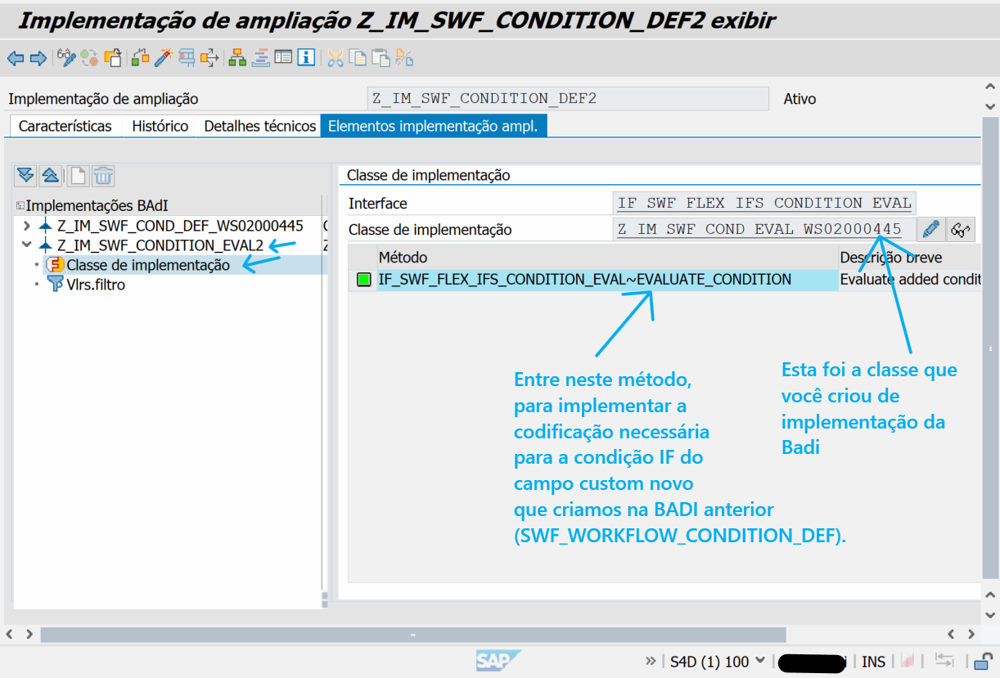 Implementação de ampliação Z_IM_SWF_CONDITION_DEF2 exibir
Implementação de ampliação Z_IM_SWF_CONDITION_DEF2 Ativo
Características Histórico Detalhes técnicos Elementos implementação ampl.
Implementações BAdI
Z_IM_SWF_COND_DEF_WS02000445
Z_IM_SWF_CONDITION_EVAL2 Z
Classe de implementação
Vlrs.filtro
Classe de implementação
Interface IF_SWF_FLEX_IFS_CONDITION_EVAL
Classe de implementação Z_IM_SWF_COND_EVAL_WS02000445
Método Descrição breve
IF_SWF_FLEX_IFS_CONDITION_EVAL~EVALUATE_CONDITION Evaluate added condit
Entre neste método,
para implementar a
codificação necessária
para a condição IF do
campo custom novo
que criamos na BADI anterior
(SWF_WORKFLOW_CONDITION_DEF).
Esta foi a classe que
você criou de
implementação da
Badi
SAP S4D (1) 100 INS